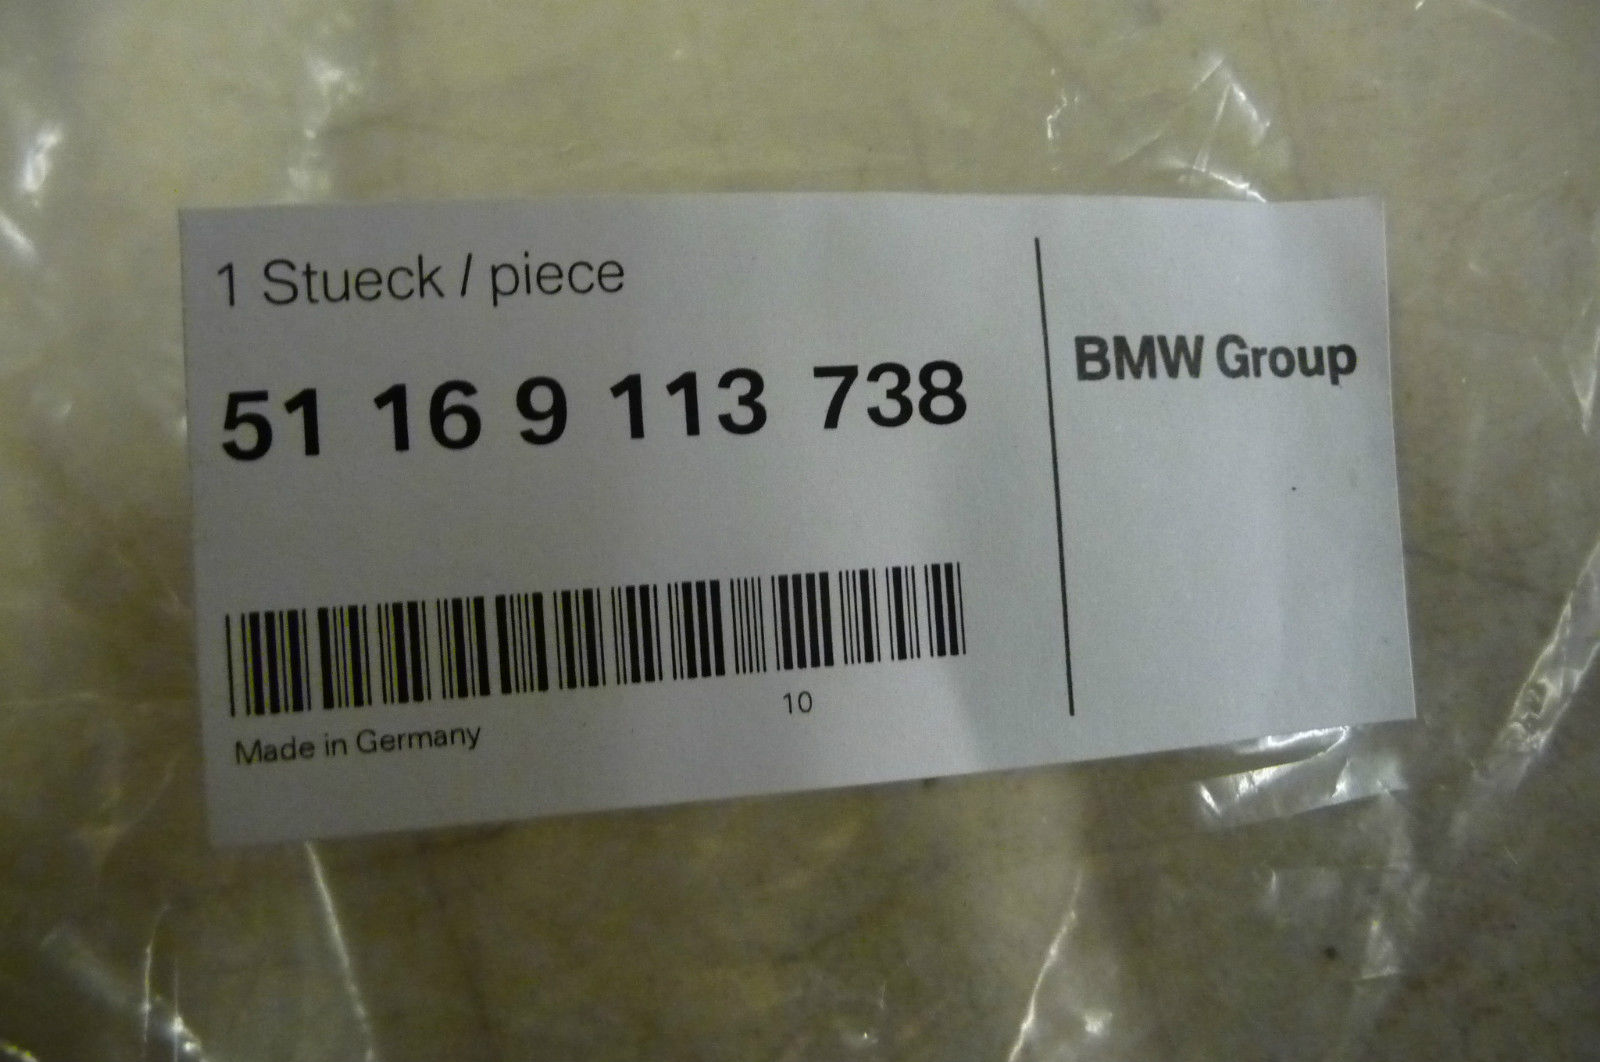 1 Stueck / piece
51 16 9 113 738
BMW Group
10
Made in Germany